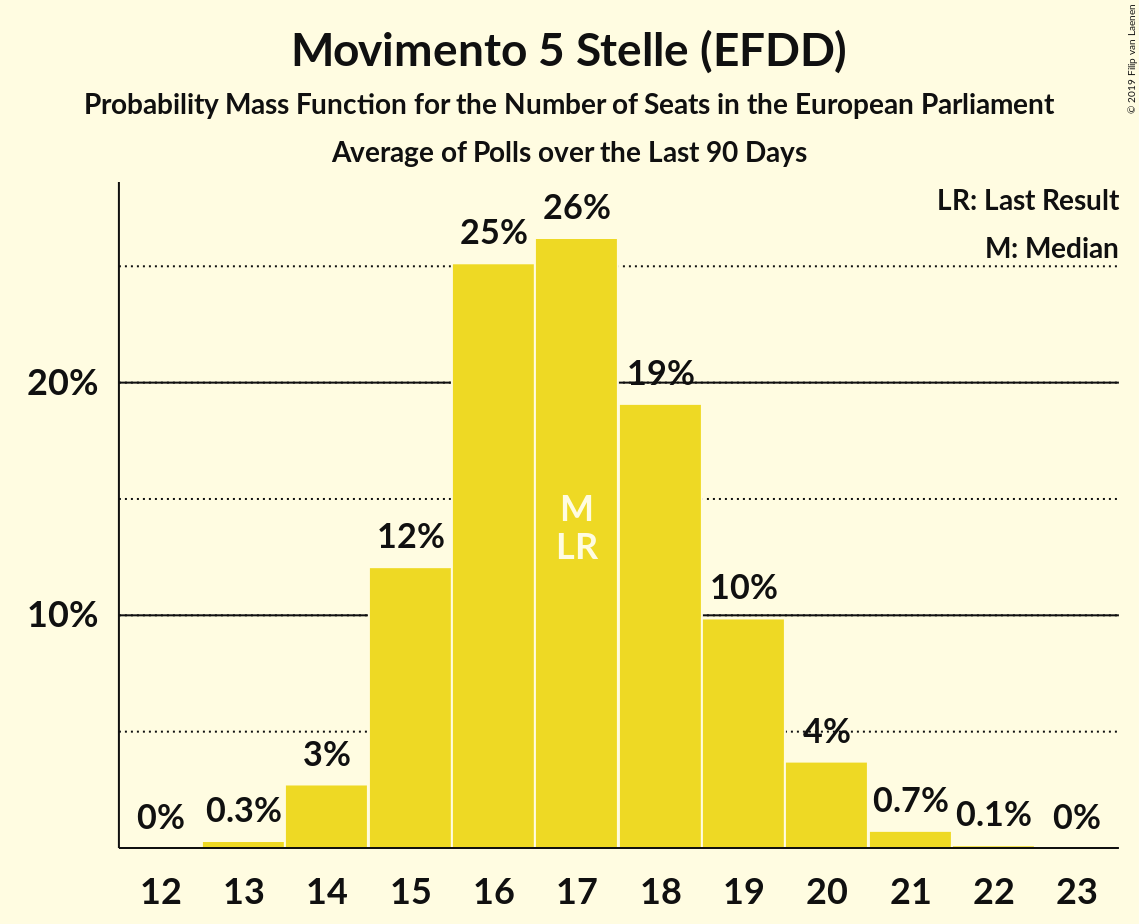 Movimento 5 Stelle (EFDD)
Probability Mass Function for the Number of Seats in the European Parliament
Average of Polls over the Last 90 Days
© 2019 Filip van Laenen
LR: Last Result
M: Median
20%
10%
0%
0.3%
3%
12%
25%
26%
19%
10%
4%
0.7%
0.1%
0%
M
LR
12 13 14 15 16 17 18 19 20 21 22 23